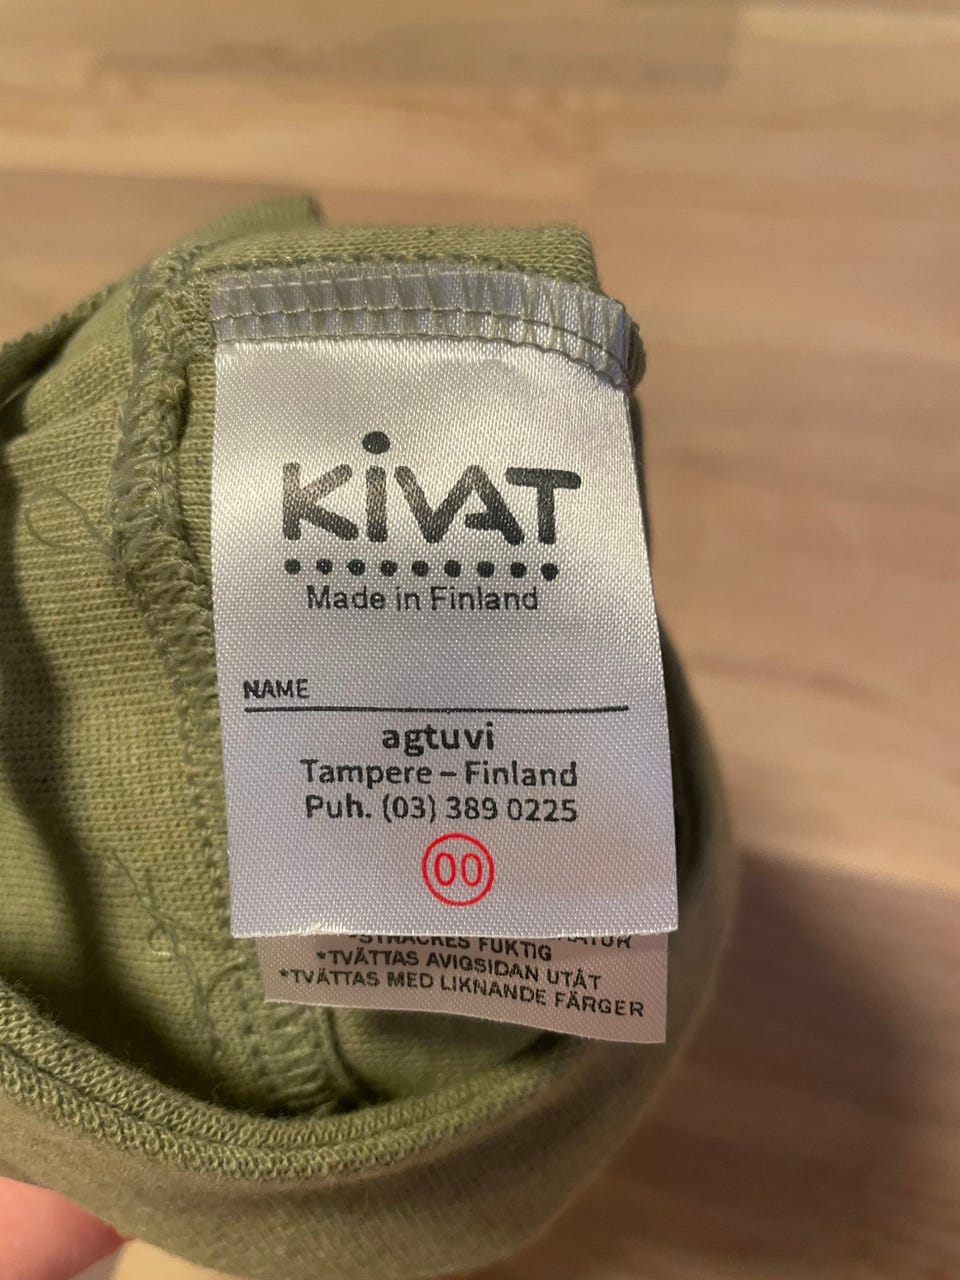 KiVAT
Made in Finland
NAME
agtuvi
Tampere – Finland
Puh. (03) 389 0225
00
FUKTIG
*TVÄTTAS AVIGSIDAN UTÅT
*TVÄTTAS MED LIKNANDE FÄRGER